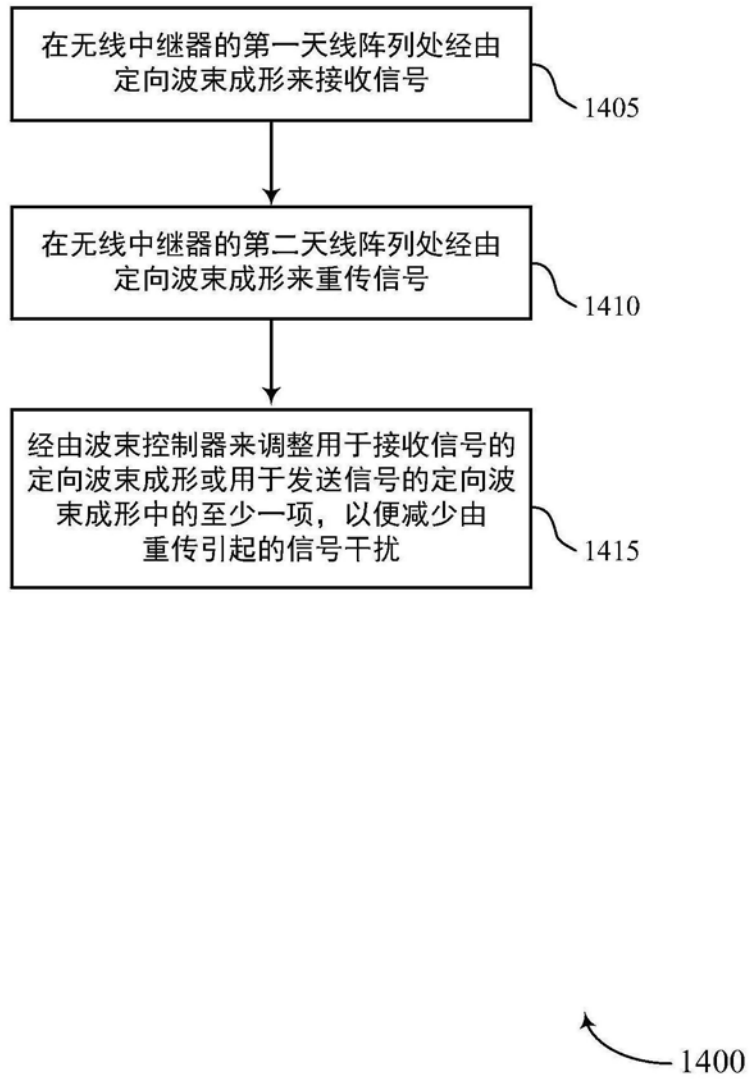 在无线中继器的第一天线阵列处经由
定向波束成形来接收信号
1405
在无线中继器的第二天线阵列处经由
定向波束成形来重传信号
1410
经由波束控制器来调整用于接收信号的
定向波束成形或用于发送信号的定向波
束成形中的至少一项，以便减少由
重传引起的信号干扰
1415
1400